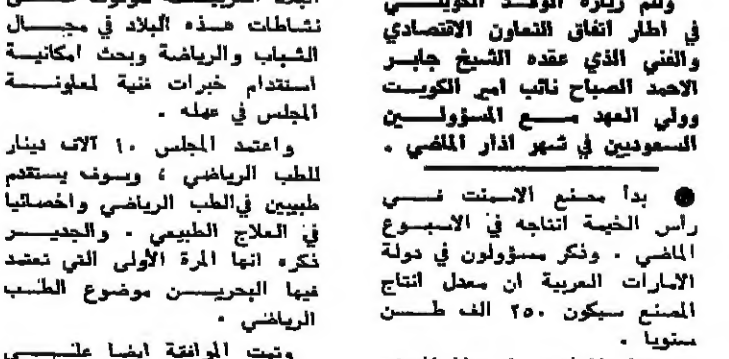 وتتم زيارة الوفد الكويتي
في اطار اتفاق التعاون الاقتصادي
والفني الذي عقده الشيخ جابر
الاحمد الصباح نائب امير الكويت
وولي العهد مع المسؤولين
السعوديين في شهر اذار الماضي .
● بدأ مصنع الاسمنت في
رأس الخيمة انتاجه في الاسبوع
الماضي . وذكر مسؤولون في دولة
الامارات العربية ان معدل انتاج
المصنع سيكون ٢٥٠ الف طن
سنويا .
نشاطات هذه البلاد في مجال
الشباب والرياضة وبحث امكانية
استقدام خبرات فنية لمعاونة
المجلس في عمله .
واعتمد المجلس ١٠ آلاف دينار
للطب الرياضي ، وسوف يستقدم
طبيبين في الطب الرياضي واخصائيا
في العلاج الطبيعي . والجدير
ذكره انها المرة الأولى التي تعتمد
فيها البحرين موضوع الطب
الرياضي .
وتمت الموافقة ايضا على